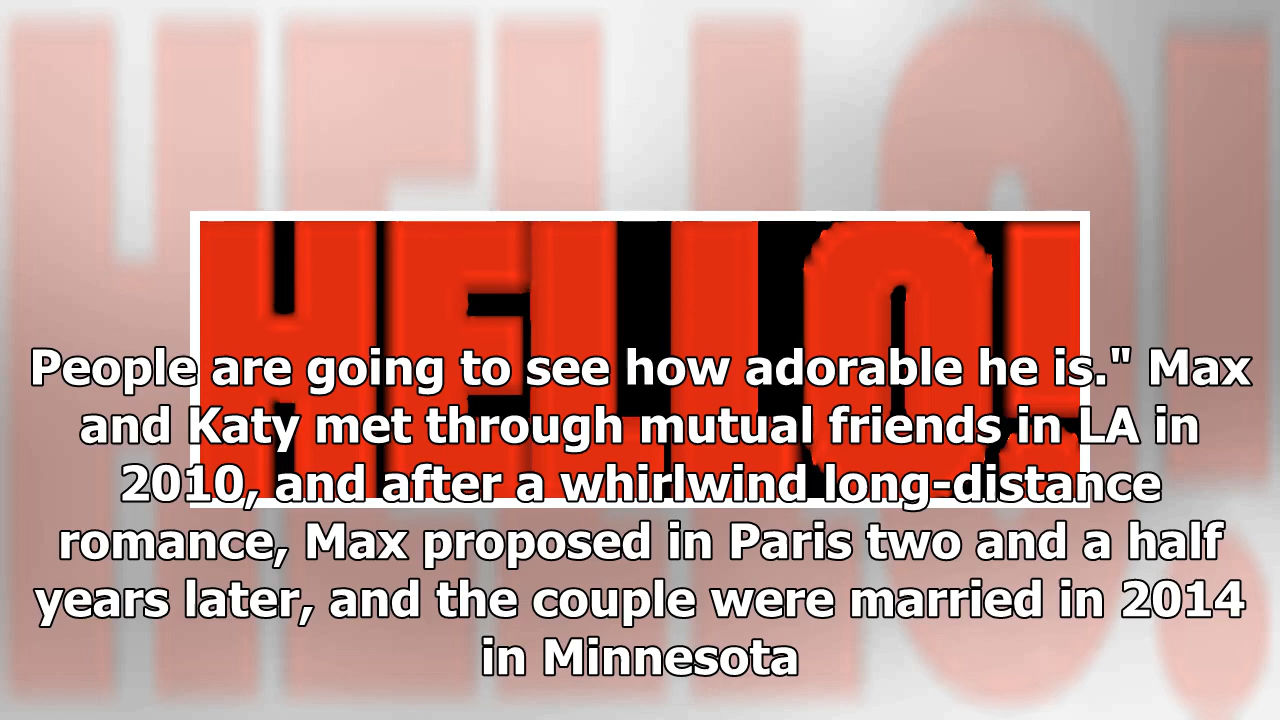 HELLO!
People are going to see how adorable he is." Max
and Katy met through mutual friends in LA in
2010, and after a whirlwind long-distance
romance, Max proposed in Paris two and a half
years later, and the couple were married in 2014
in Minnesota